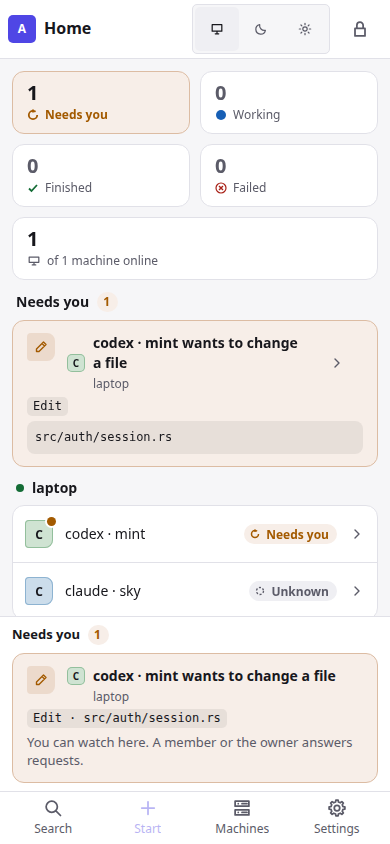 A Home
1
Needs you
0
Working
0
Finished
0
Failed
1
of 1 machine online
Needs you 1
codex · mint wants to change
C
a file
laptop
Edit
src/auth/session.rs
laptop
C codex · mint Needs you
C claude · sky Unknown
Needs you 1
C codex · mint wants to change a file
laptop
Edit · src/auth/session.rs
You can watch here. A member or the owner answers
requests.
Search Start Machines Settings